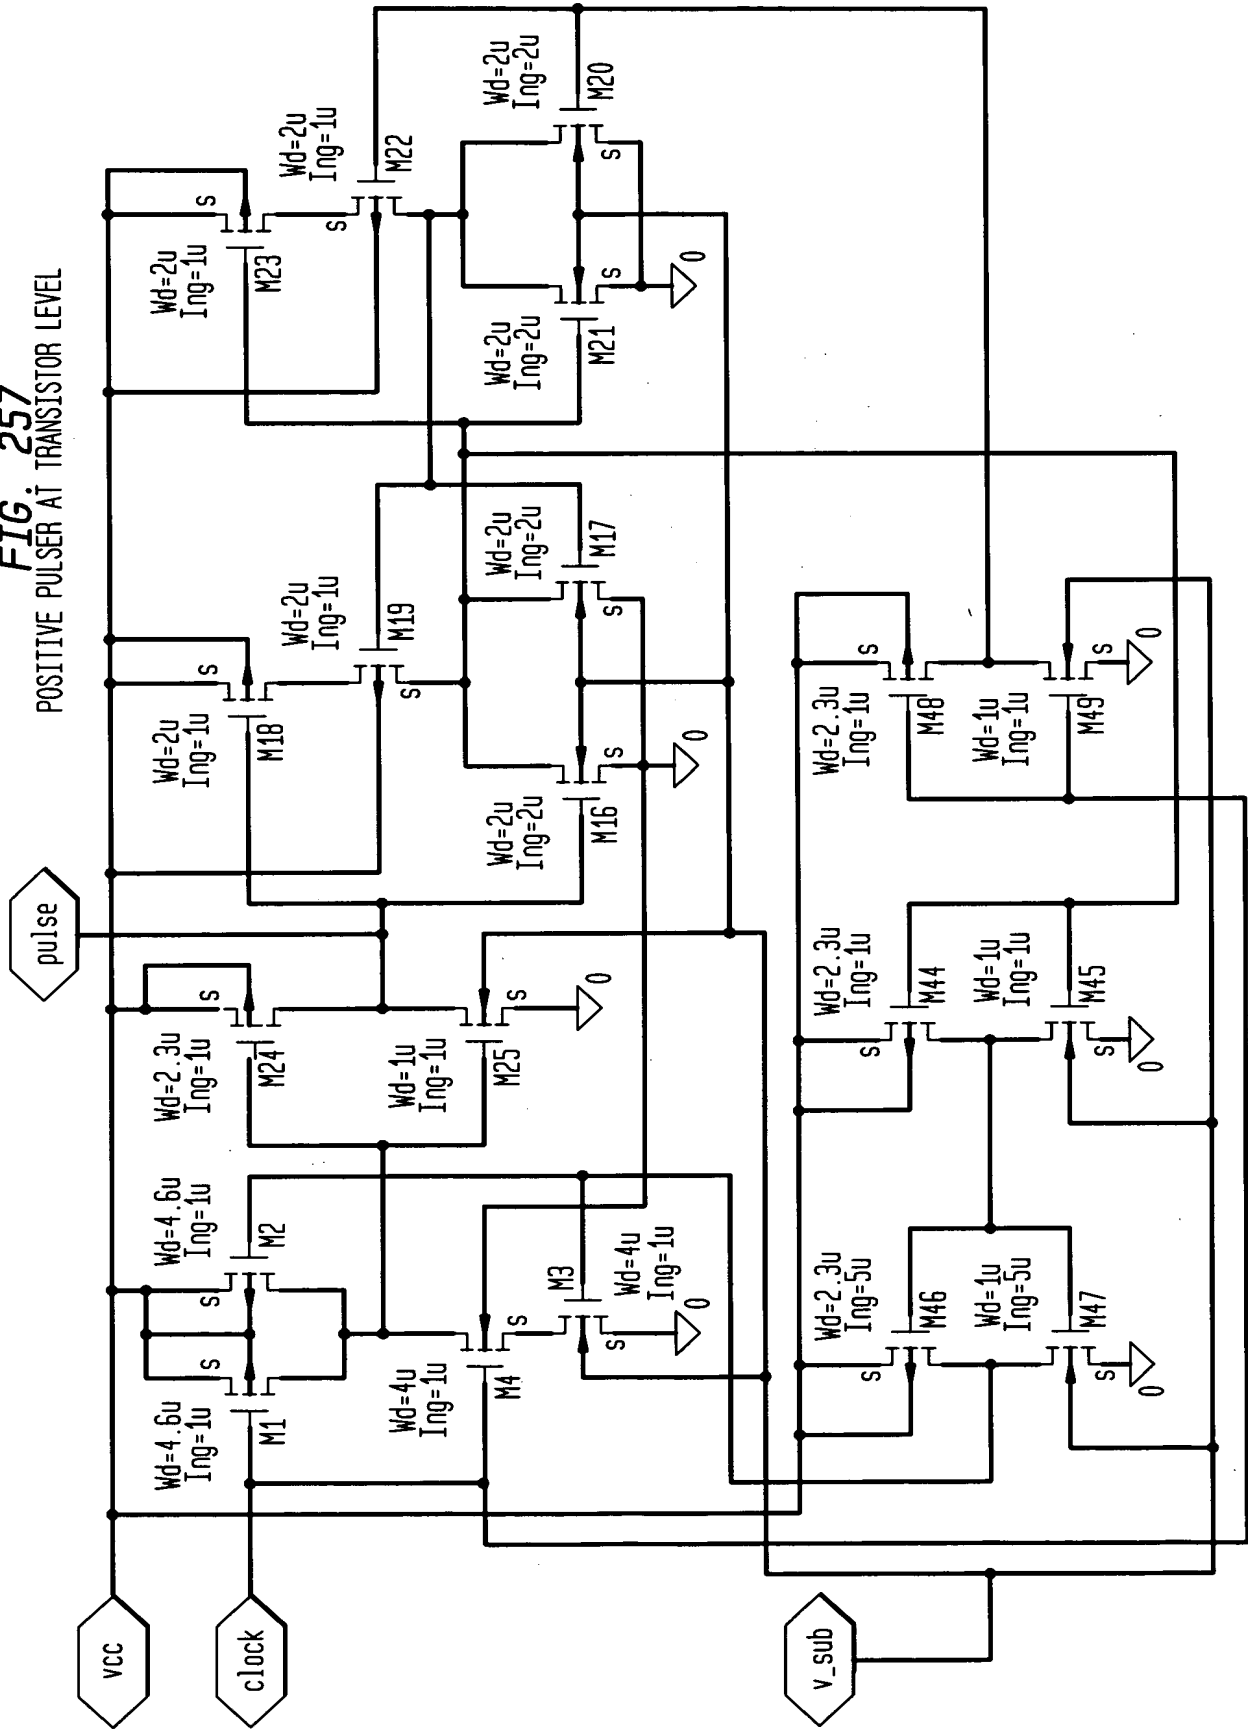 FIG. 257
POSITIVE PULSER AT TRANSISTOR LEVEL
vcc
clock
pulse
v_sub
Wd=4.6u
Ing=1u
M1
s
Wd=4.6u
Ing=1u
M2
s
Wd=4u
Ing=1u
M4
s
M3
Wd=4u
Ing=1u
s
0
Wd=2.3u
Ing=1u
M24
s
Wd=1u
Ing=1u
M25
s
0
Wd=2u
Ing=1u
M18
s
Wd=2u
Ing=1u
M19
s
Wd=2u
Ing=2u
M16
s
0
Wd=2u
Ing=2u
M17
s
Wd=2u
Ing=1u
M23
s
Wd=2u
Ing=1u
M22
s
Wd=2u
Ing=2u
M21
s
0
Wd=2u
Ing=2u
M20
s
Wd=2.3u
Ing=5u
M46
s
Wd=1u
Ing=5u
M47
s
0
Wd=2.3u
Ing=1u
M44
s
Wd=1u
Ing=1u
M45
s
0
Wd=2.3u
Ing=1u
M48
s
Wd=1u
Ing=1u
M49
s
0